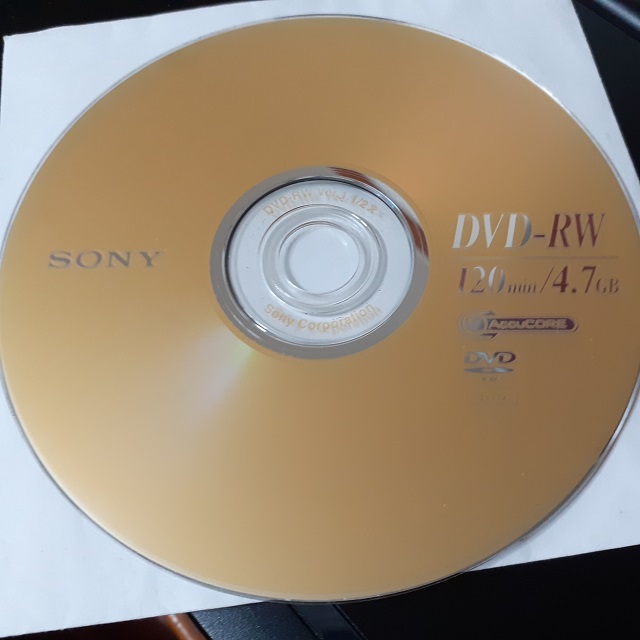 SONY
DVD-RW
120min/4.7GB
AccuCORE
DVD
Sony Corporation